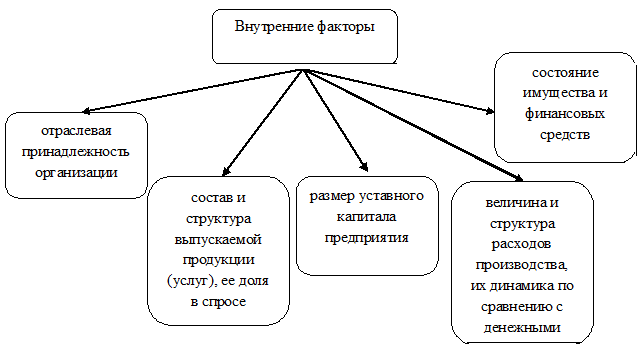 Внутренние факторы
состояние
имущества и
финансовых
средств
отраслевая
принадлежность
организации
состав и
структура
выпускаемой
продукции
(услуг), ее доля
в спросе
размер уставного
капитала
предприятия
величина и
структура
расходов
производства,
их динамика по
сравнению с
денежными